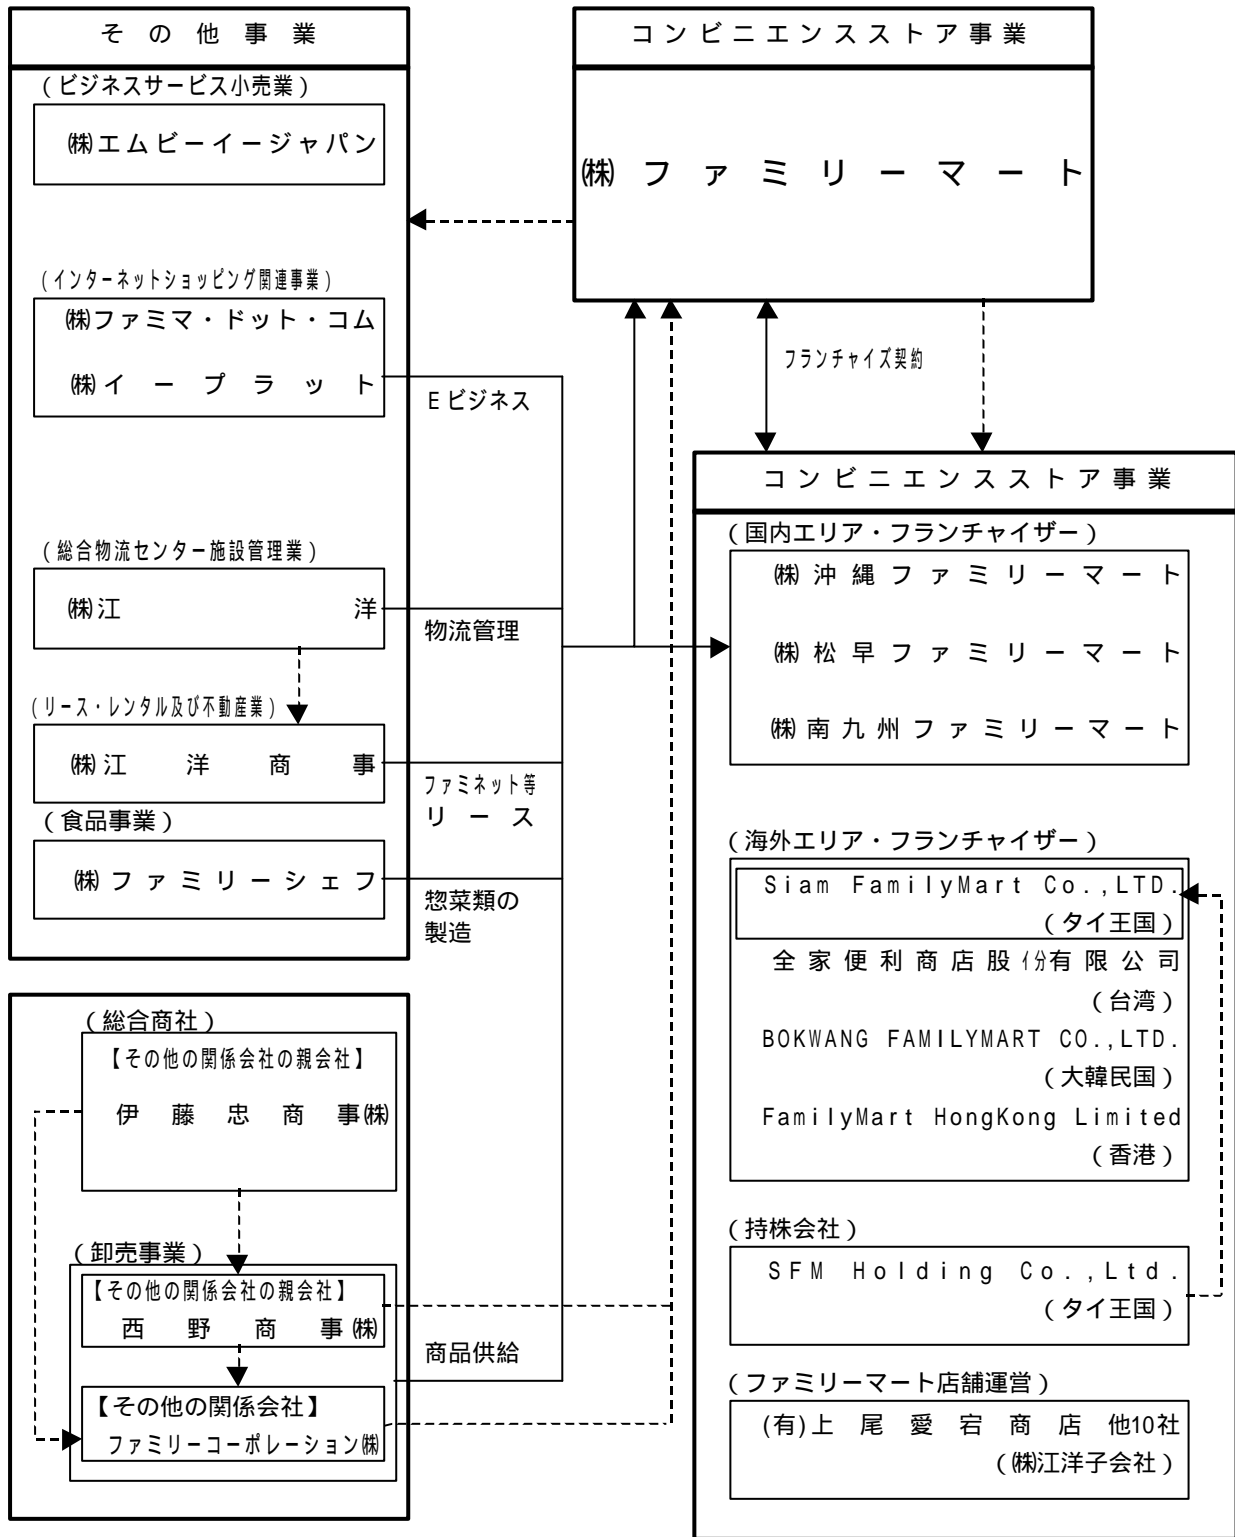 その他事業
(ビジネスサービス小売業)
㈱エムビーイージャパン
(インターネットショッピング関連事業)
㈱ファミマ・ドット・コム
㈱イープラット
Eビジネス
(総合物流センター施設管理業)
㈱江洋
物流管理
(リース・レンタル及び不動産業)
㈱江洋商事
ファミネット等
リース
(食品事業)
㈱ファミリーシェフ
惣菜類の
製造
(総合商社)
【その他の関係会社の親会社】
伊藤忠商事㈱
(卸売事業)
【その他の関係会社の親会社】
西野商事㈱
商品供給
【その他の関係会社】
ファミリーコーポレーション㈱
コンビニエンスストア事業
㈱ファミリーマート
フランチャイズ契約
コンビニエンスストア事業
(国内エリア・フランチャイザー)
㈱沖縄ファミリーマート
㈱松早ファミリーマート
㈱南九州ファミリーマート
(海外エリア・フランチャイザー)
Siam FamilyMart Co.,LTD.
(タイ王国)
全家便利商店股イ分有限公司
(台湾)
BOKWANG FAMILYMART CO.,LTD.
(大韓民国)
FamilyMart HongKong Limited
(香港)
(持株会社)
SFM Holding Co.,Ltd.
(タイ王国)
(ファミリーマート店舗運営)
(有)上尾愛宕商店他10社
(㈱江洋子会社)